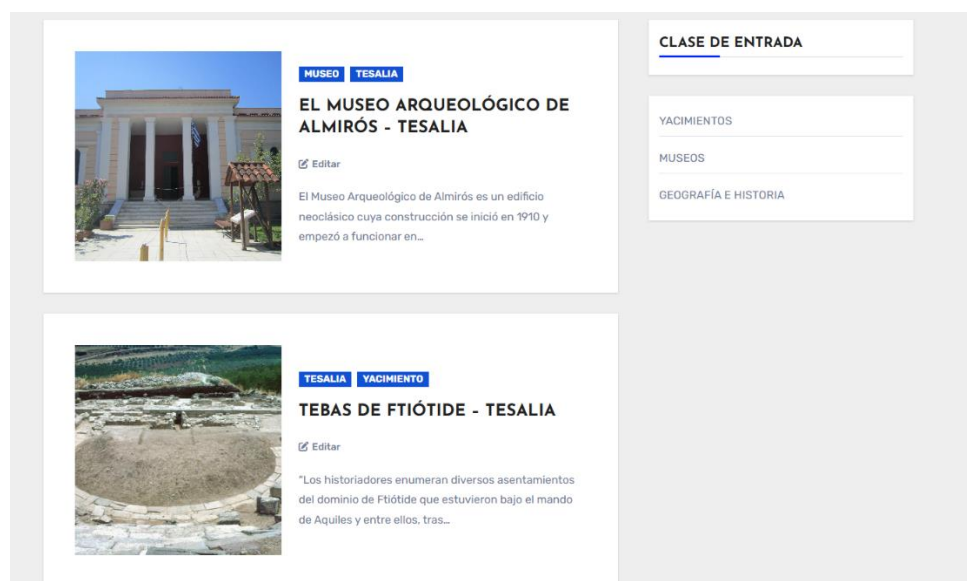 MUSEO TESALIA
EL MUSEO ARQUEOLÓGICO DE
ALMIRÓS - TESALIA
Editar
El Museo Arqueológico de Almirós es un edificio
neoclásico cuya construcción se inició en 1910 y
empezó a funcionar en…
TESALIA YACIMIENTO
TEBAS DE FTIÓTIDE - TESALIA
Editar
"Los historiadores enumeran diversos asentamientos
del dominio de Ftiótide que estuvieron bajo el mando
de Aquiles y entre ellos, tras…
CLASE DE ENTRADA
YACIMIENTOS
MUSEOS
GEOGRAFÍA E HISTORIA